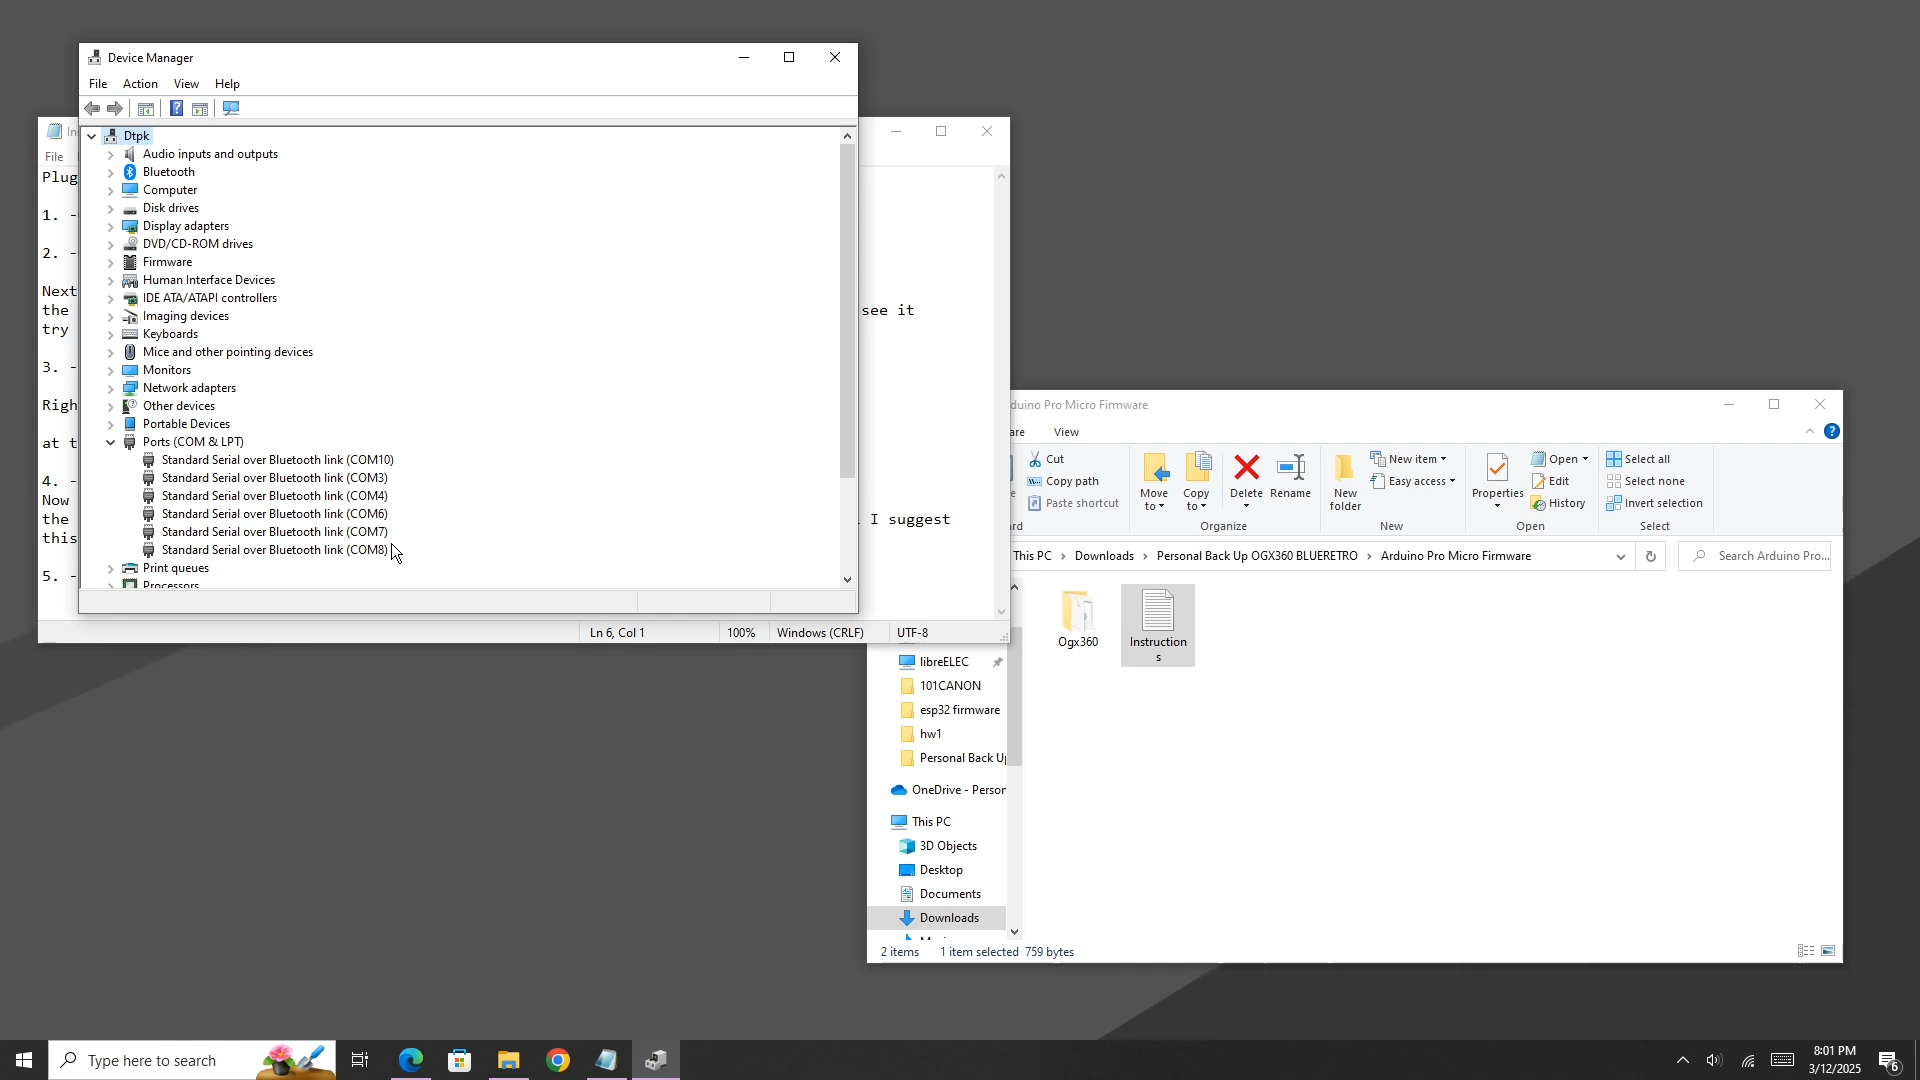 Device Manager
File Action View Help
Dtpk
Audio inputs and outputs
Bluetooth
Computer
Disk drives
Display adapters
DVD/CD-ROM drives
Firmware
Human Interface Devices
IDE ATA/ATAPI controllers
Imaging devices
Keyboards
Mice and other pointing devices
Monitors
Network adapters
Other devices
Portable Devices
Ports (COM & LPT)
Standard Serial over Bluetooth link (COM10)
Standard Serial over Bluetooth link (COM3)
Standard Serial over Bluetooth link (COM4)
Standard Serial over Bluetooth link (COM6)
Standard Serial over Bluetooth link (COM7)
Standard Serial over Bluetooth link (COM8)
Print queues
Processors
File
Plug
1. -
2. -
Next
the see it
try
3. -
Righ
at t
4. -
Now
the I suggest
this
5. -
Ln 6, Col 1 100% Windows (CRLF) UTF-8
duino Pro Micro Firmware
are View
Cut
Copy path
Paste shortcut
Move to
Copy to
Delete
Rename
Organize
New folder
New item
Easy access
New
Properties
Open
Edit
History
Open
Select all
Select none
Invert selection
Select
This PC > Downloads > Personal Back Up OGX360 BLUERETRO > Arduino Pro Micro Firmware
Search Arduino Pro...
Ogx360
Instruction
s
libreELEC
101CANON
esp32 firmware
hw1
Personal Back Up
OneDrive - Person
This PC
3D Objects
Desktop
Documents
Downloads
2 items 1 item selected 759 bytes
Type here to search
8:01 PM
3/12/2025
6